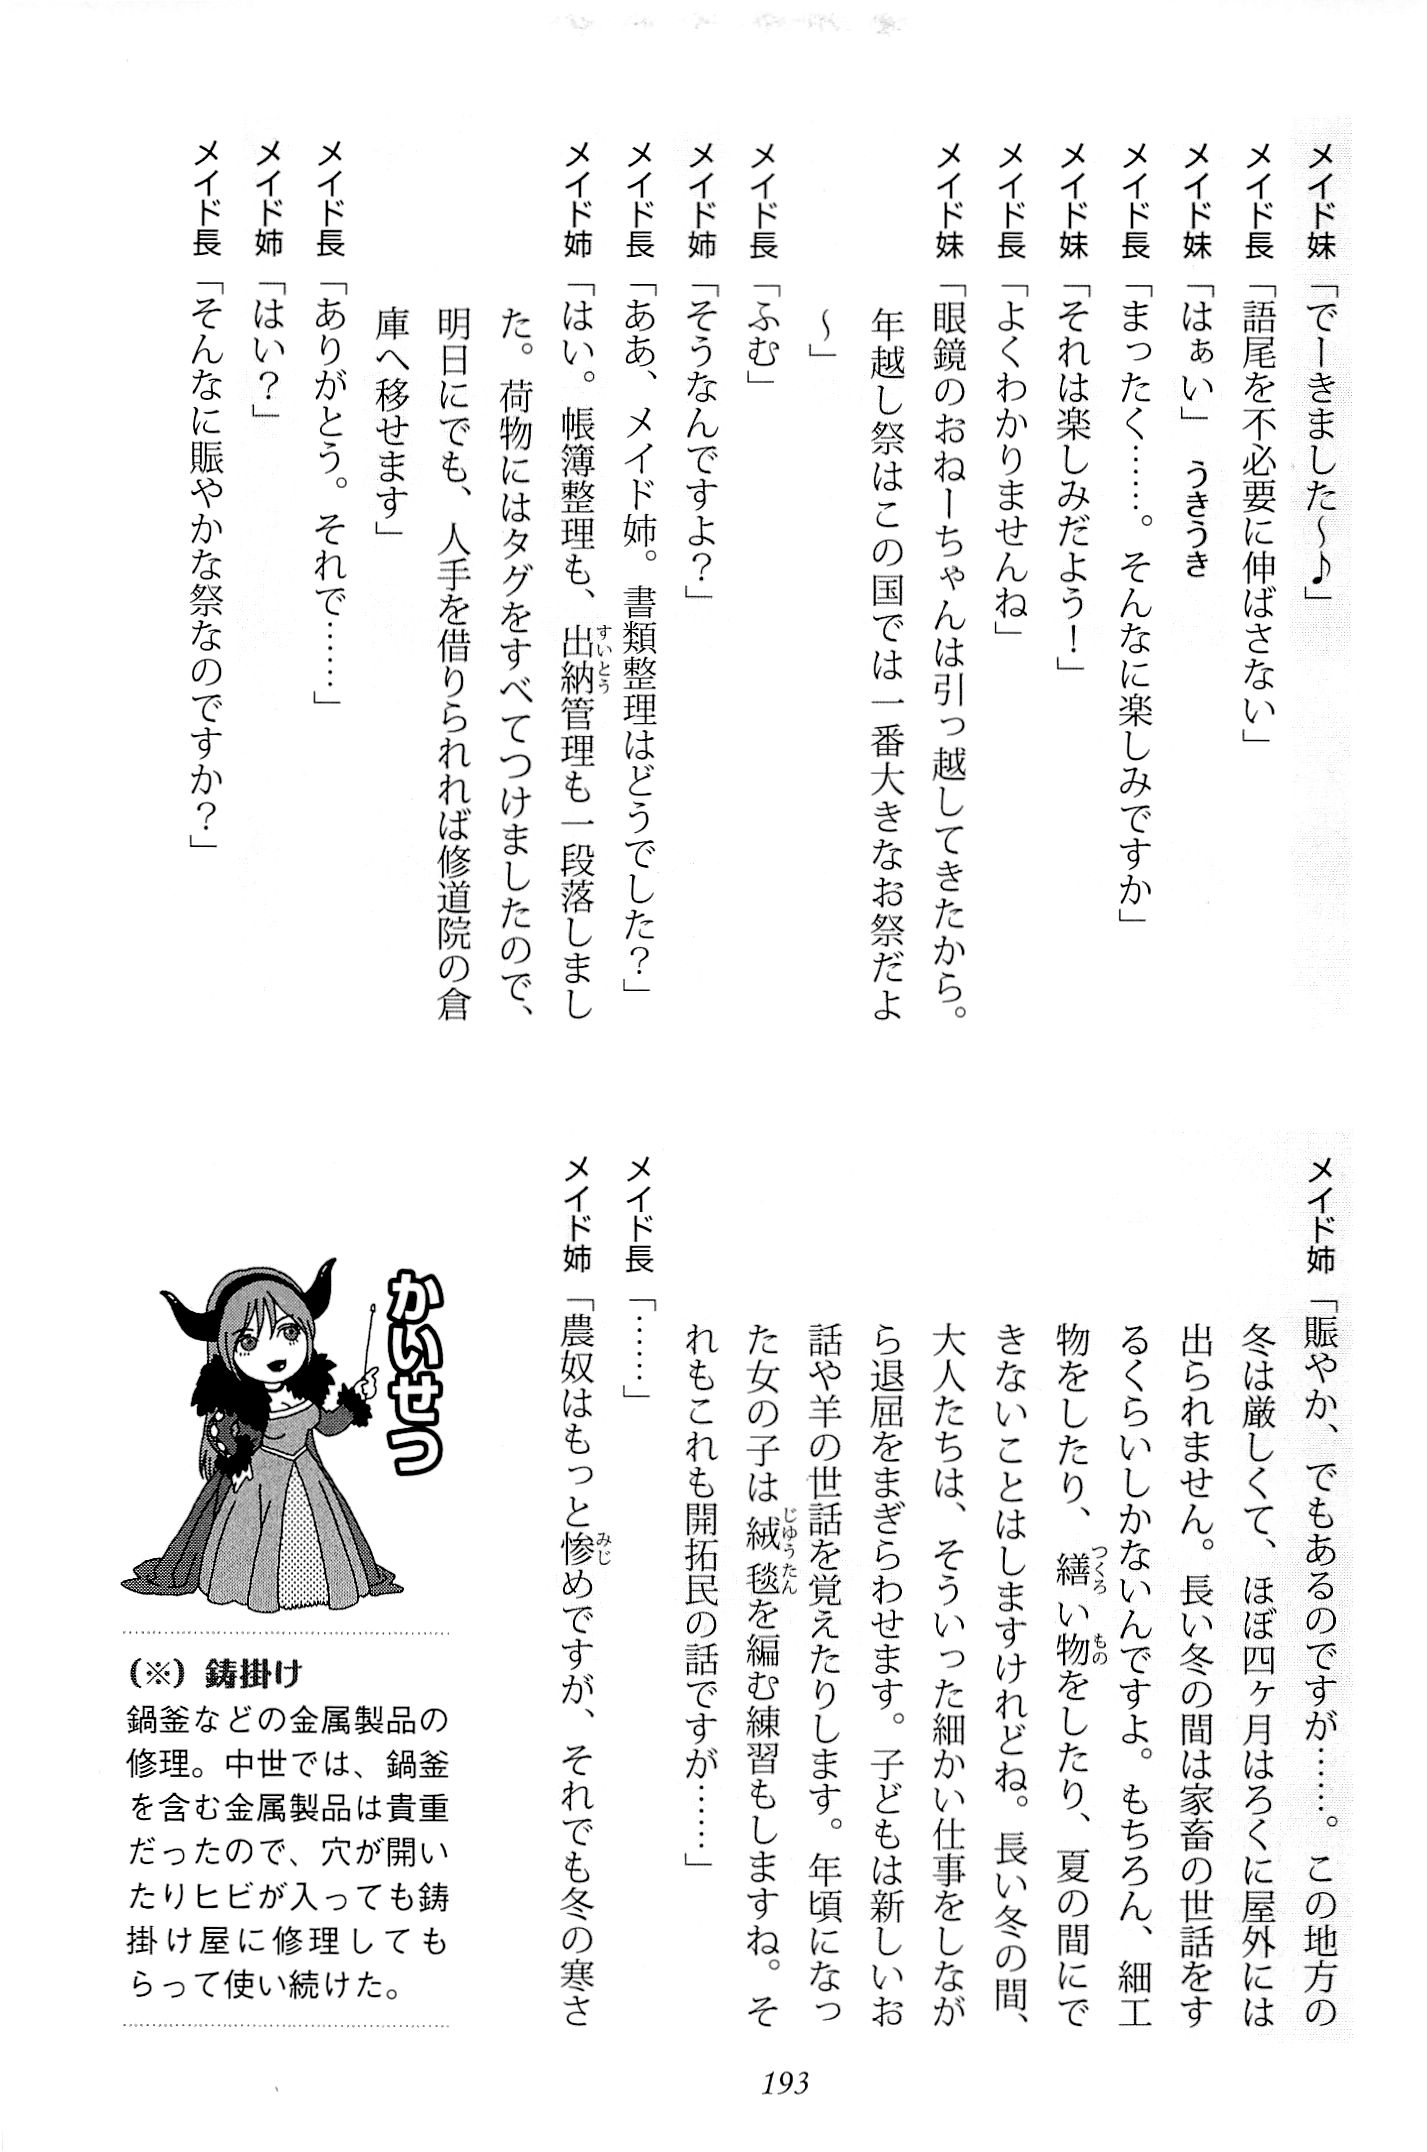 メイド妹「でーきました〜♪」
メイド長「語尾を不必要に伸ばさない」
メイド妹「はぁい」 うきうき
メイド長「まったく……。そんなに楽しみですか」
メイド妹「それは楽しみだよう！」
メイド長「よくわかりませんね」
メイド妹「眼鏡のおねーちゃんは引っ越してきたから。
年越し祭はこの国では一番大きなお祭だよ
〜」
メイド長「ふむ」
メイド姉「そうなんですよ？」
メイド長「ああ、メイド姉。書類整理はどうでした？」
メイド姉「はい。帳簿整理も、出納管理も一段落しまし
すいとう
た。荷物にはタグをすべてつけましたので、
明日にでも、人手を借りられれば修道院の倉
庫へ移せます」
メイド長「ありがとう。それで……」
メイド姉「はい？」
メイド長「そんなに賑やかな祭なのですか？」
メイド姉「賑やか、でもあるのですが……。この地方の
冬は厳しくて、ほぼ四ヶ月はろくに屋外には
出られません。長い冬の間は家畜の世話をす
るくらいしかないんですよ。もちろん、細工
物をしたり、繕い物をしたり、夏の間にで
つくろ もの
きないことはしますけれどね。長い冬の間、
大人たちは、そういった細かい仕事をしなが
ら退屈をまぎらわせます。子どもは新しいお
話や羊の世話を覚えたりします。年頃になっ
た女の子は絨毯を編む練習もしますね。そ
じゅうたん
れもこれも開拓民の話ですが……」
メイド長「……」
メイド姉「農奴はもっと惨めですが、それでも冬の寒さ
みじ
かいせつ
（※）鋳掛け
鍋釜などの金属製品の
修理。中世では、鍋釜
を含む金属製品は貴重
だったので、穴が開い
たりヒビが入っても鋳
掛け屋に修理しても
らって使い続けた。
193